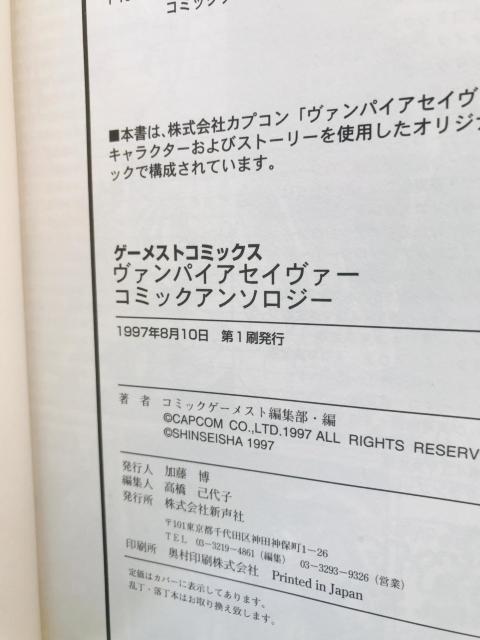 コミック
■本書は、株式会社カプコン「ヴァンパイアセイヴ
キャラクターおよびストーリーを使用したオリジナ
ックで構成されています。
ゲーメストコミックス
ヴァンパイアセイヴァー
コミックアンソロジー
1997年8月10日 第1刷発行
著 者 コミックゲーメスト編集部・編
©CAPCOM CO.,LTD.1997 ALL RIGHTS RESERV
©SHINSEISHA 1997
発行人 加藤 博
編集人 高橋 己代子
発行所 株式会社新声社
〒101東京都千代田区神田神保町1−26
TEL 03−3219−4861(編集) 03−3293−9326(営業)
印刷所 奥村印刷株式会社 Printed in Japan
定価はカバーに表示してあります。
乱丁・落丁本はお取り換え致します。